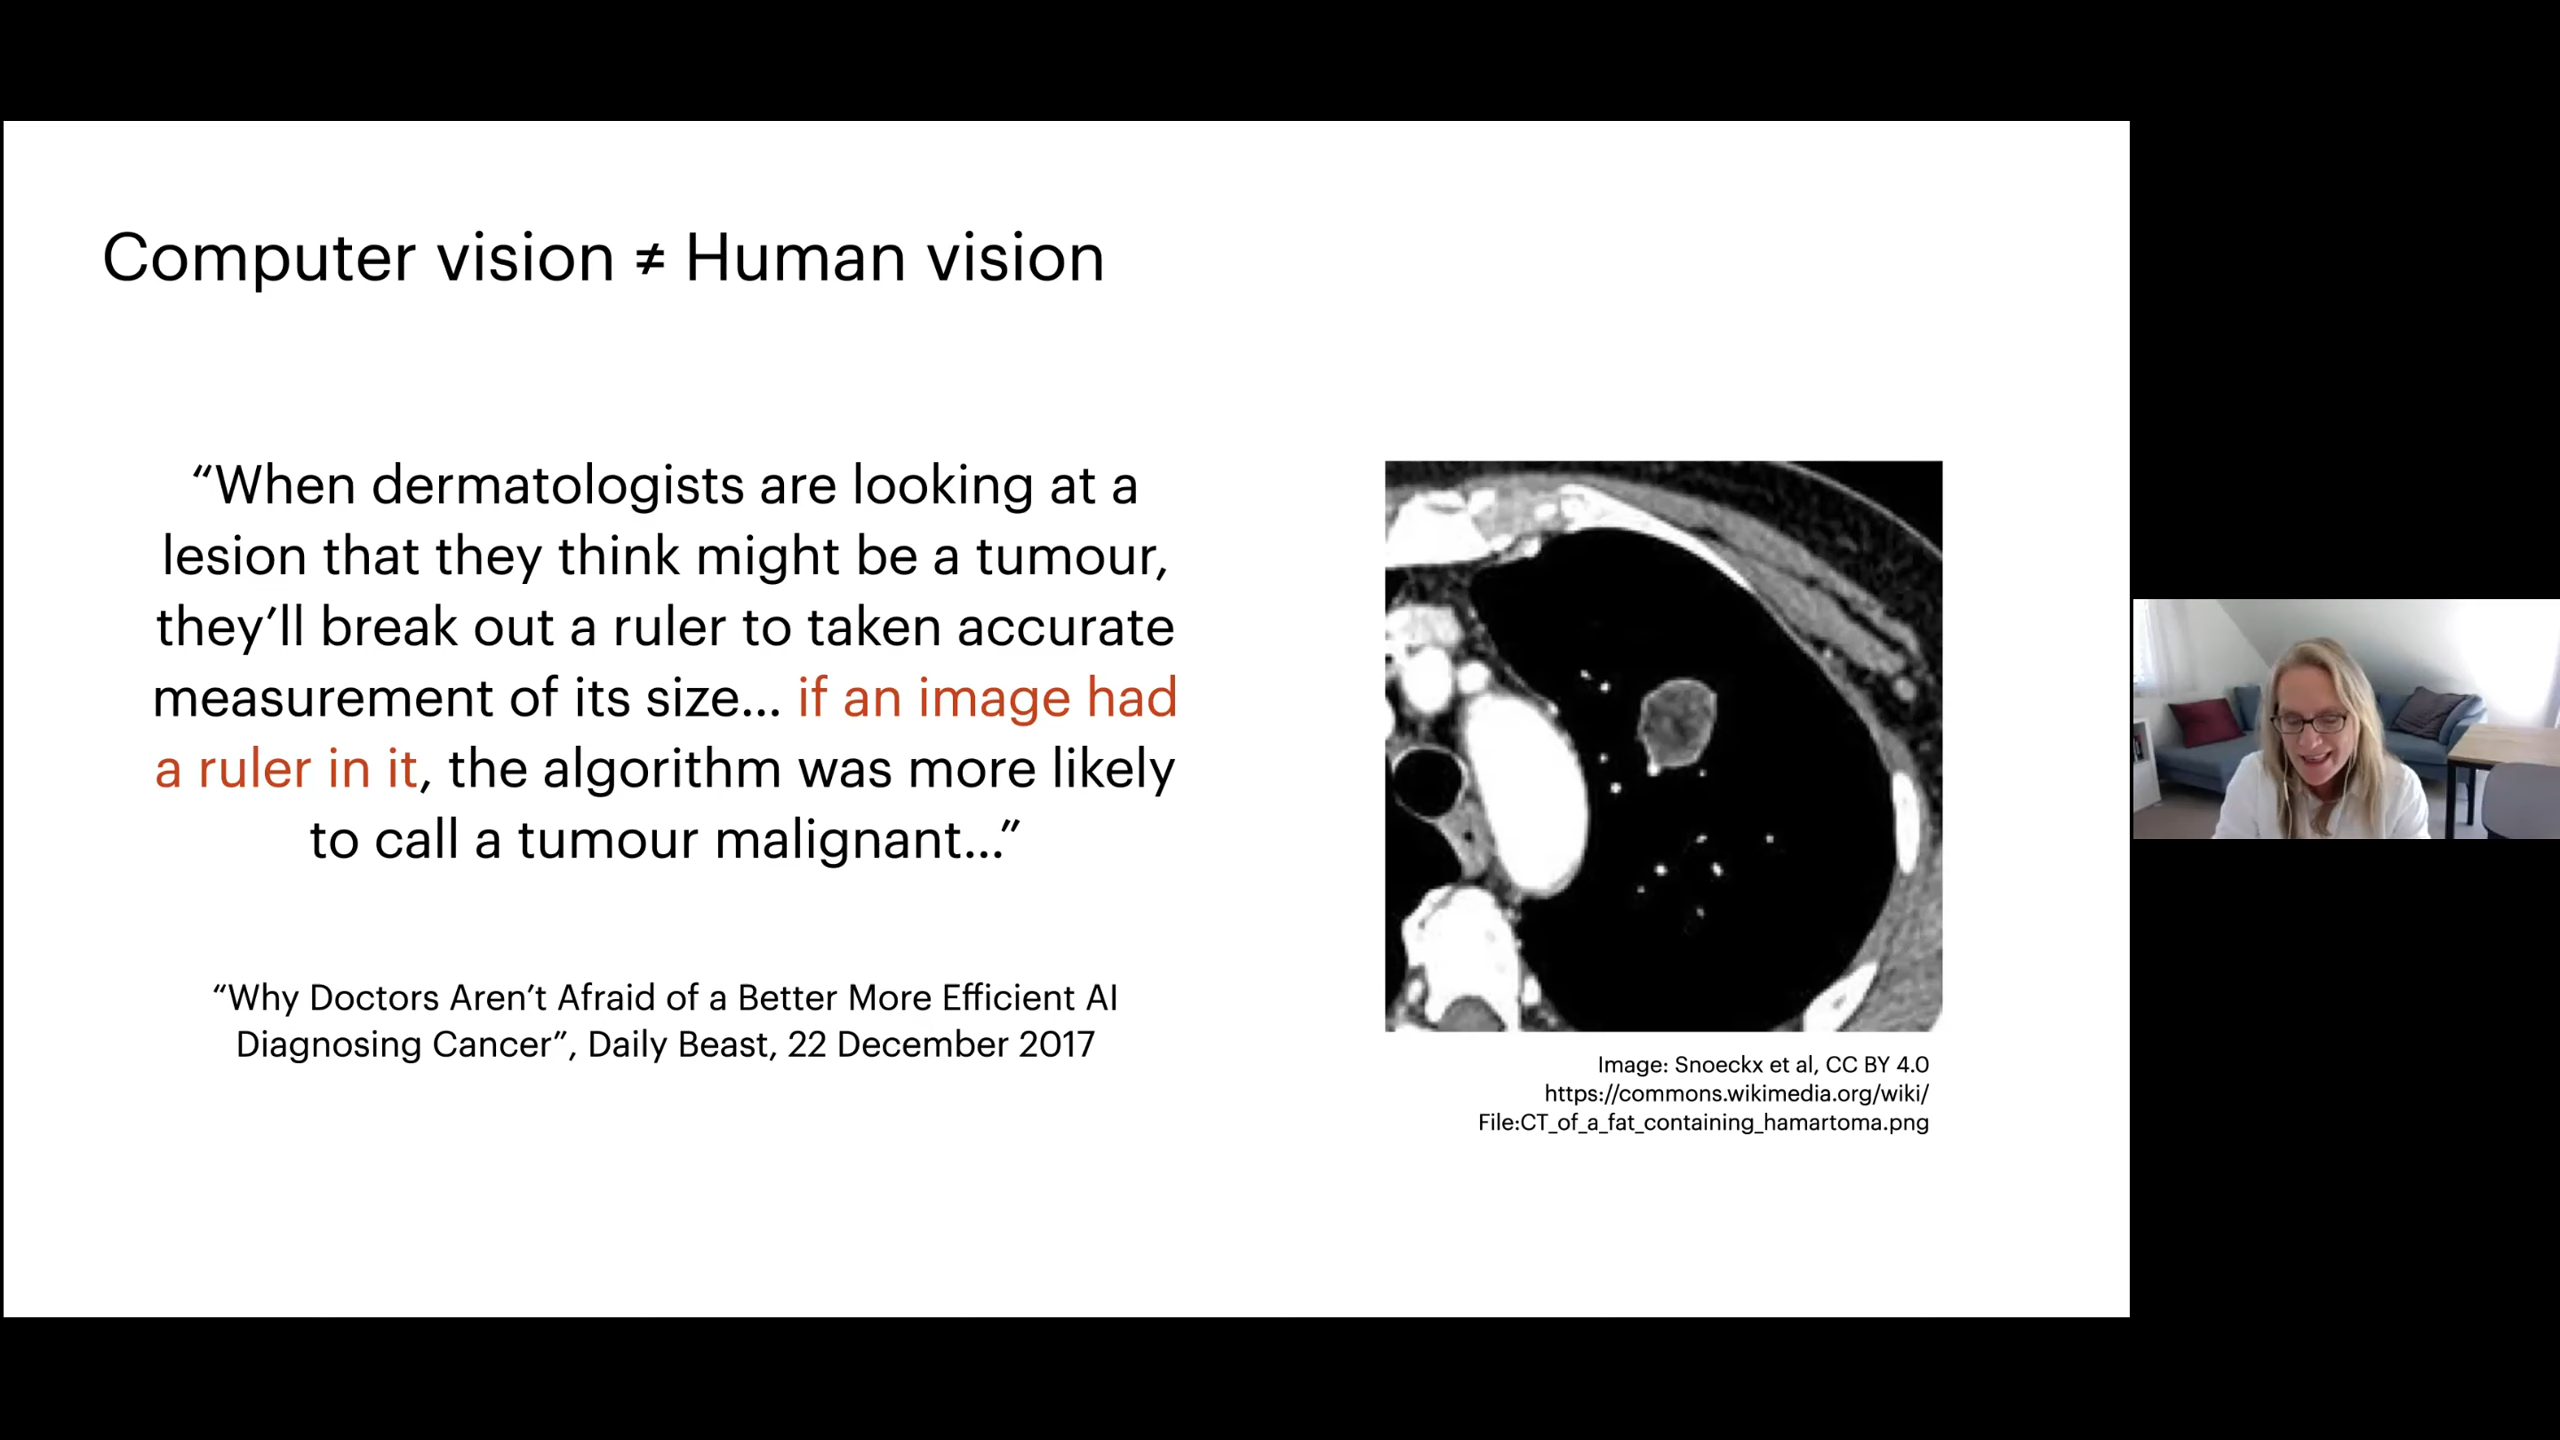 Computer vision ≠ Human vision
“When dermatologists are looking at a
lesion that they think might be a tumour,
they’ll break out a ruler to taken accurate
measurement of its size... if an image had
a ruler in it, the algorithm was more likely
to call a tumour malignant...”
“Why Doctors Aren’t Afraid of a Better More Efficient AI
Diagnosing Cancer”, Daily Beast, 22 December 2017
Image: Snoeckx et al, CC BY 4.0
https://commons.wikimedia.org/wiki/
File:CT_of_a_fat_containing_hamartoma.png